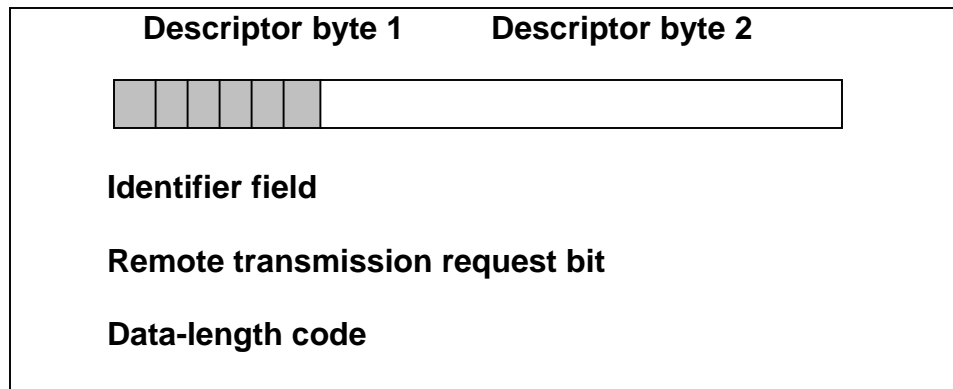 Descriptor byte 1 Descriptor byte 2
Identifier field
Remote transmission request bit
Data-length code